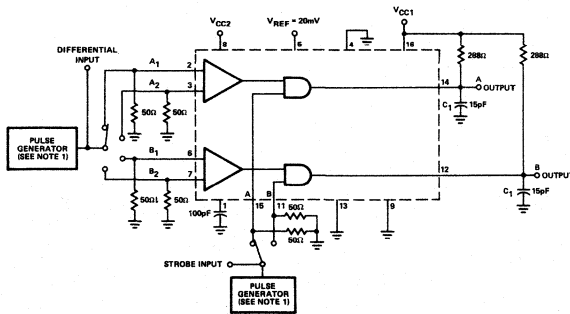 VCC2
VREF = 20mV
VCC1
8
5
4
16
DIFFERENTIAL
INPUT
288Ω
288Ω
A1
2
A2
3
14
A
OUTPUT
C1
15pF
50Ω
50Ω
PULSE
GENERATOR
(SEE NOTE 1)
B1
6
B2
7
12
B
OUTPUT
C1
15pF
50Ω
50Ω
A
B
100pF
1
15
11
50Ω
13
9
50Ω
STROBE INPUT
PULSE
GENERATOR
(SEE NOTE 1)